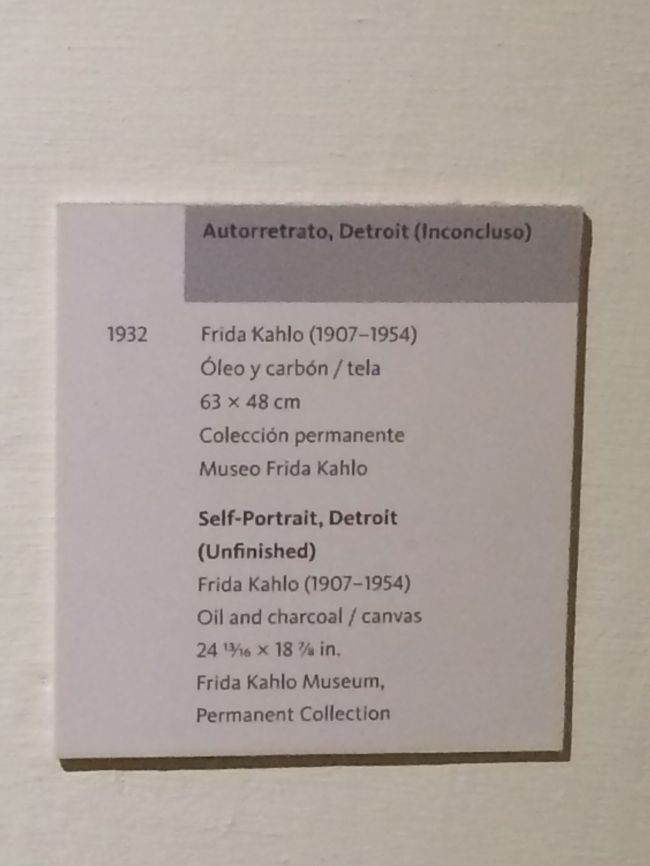 Autorretrato, Detroit (Inconcluso)
1932
Frida Kahlo (1907–1954)
Óleo y carbón / tela
63 × 48 cm
Colección permanente
Museo Frida Kahlo
Self-Portrait, Detroit
(Unfinished)
Frida Kahlo (1907–1954)
Oil and charcoal / canvas
24 13/16 × 18 7/8 in.
Frida Kahlo Museum,
Permanent Collection